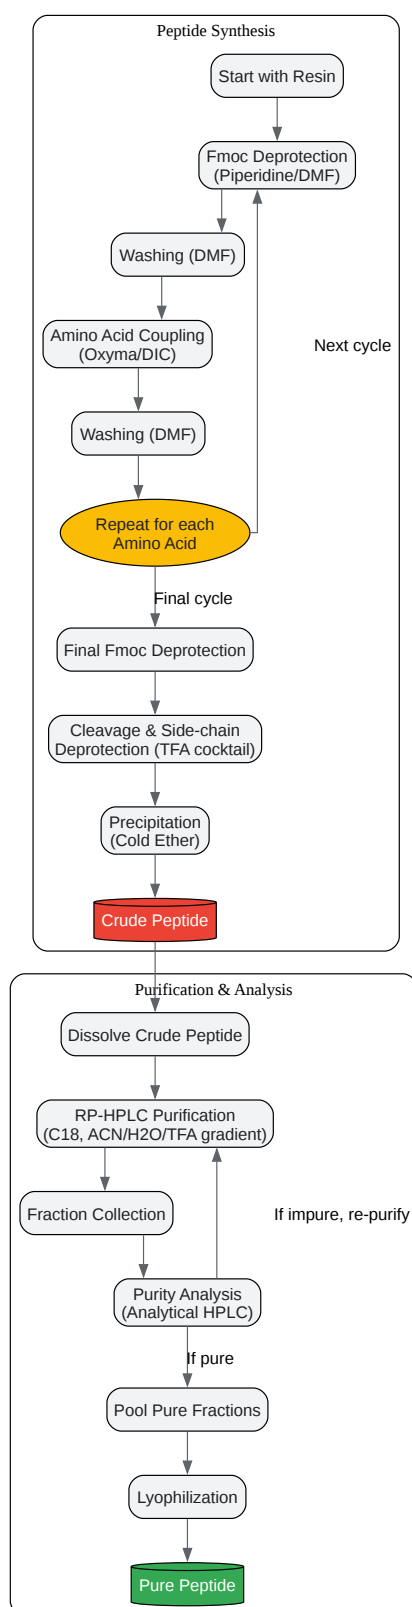 Peptide Synthesis
Start with Resin
Fmoc Deprotection
(Piperidine/DMF)
Washing (DMF)
Amino Acid Coupling
(Oxyma/DIC)
Next cycle
Washing (DMF)
Repeat for each
Amino Acid
Final cycle
Final Fmoc Deprotection
Cleavage & Side-chain
Deprotection (TFA cocktail)
Precipitation
(Cold Ether)
Crude Peptide
Purification & Analysis
Dissolve Crude Peptide
RP-HPLC Purification
(C18, ACN/H2O/TFA gradient)
Fraction Collection
If impure, re-purify
Purity Analysis
(Analytical HPLC)
If pure
Pool Pure Fractions
Lyophilization
Pure Peptide